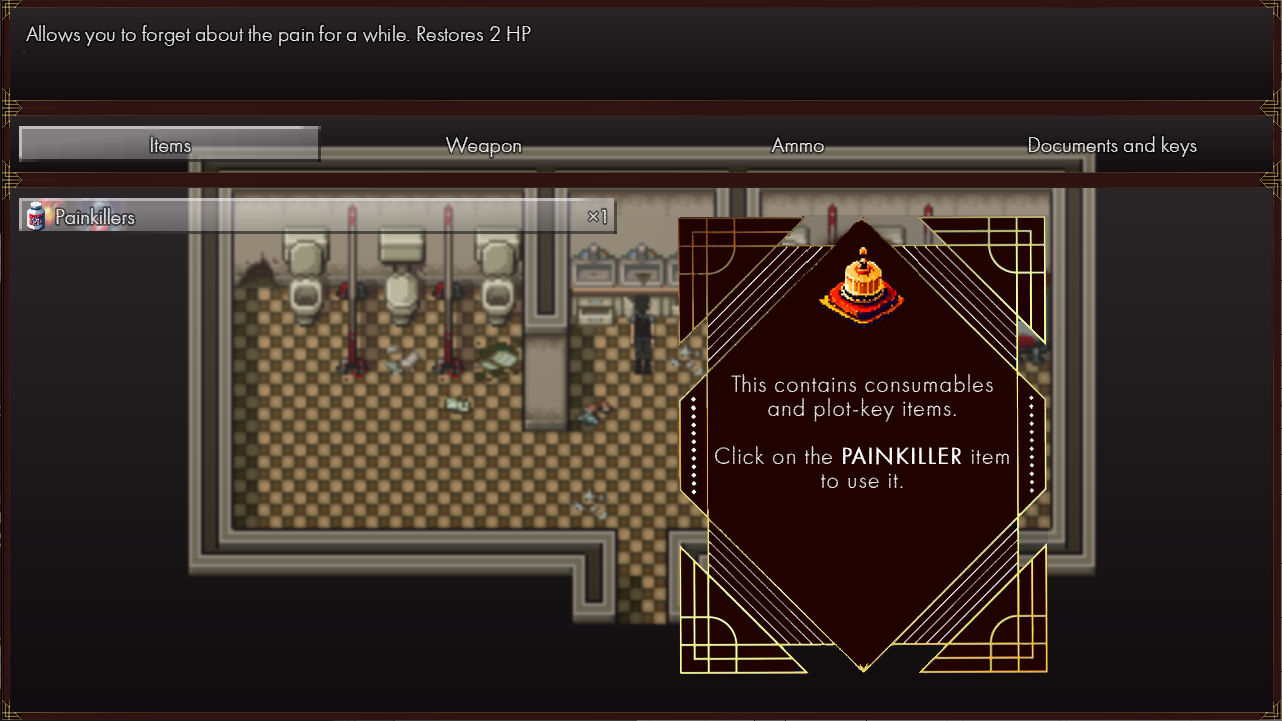 Allows you to forget about the pain for a while. Restores 2 HP
Items
Weapon
Ammo
Documents and keys
Painkillers
×1
This contains consumables
and plot-key items.
Click on the PAINKILLER item
to use it.